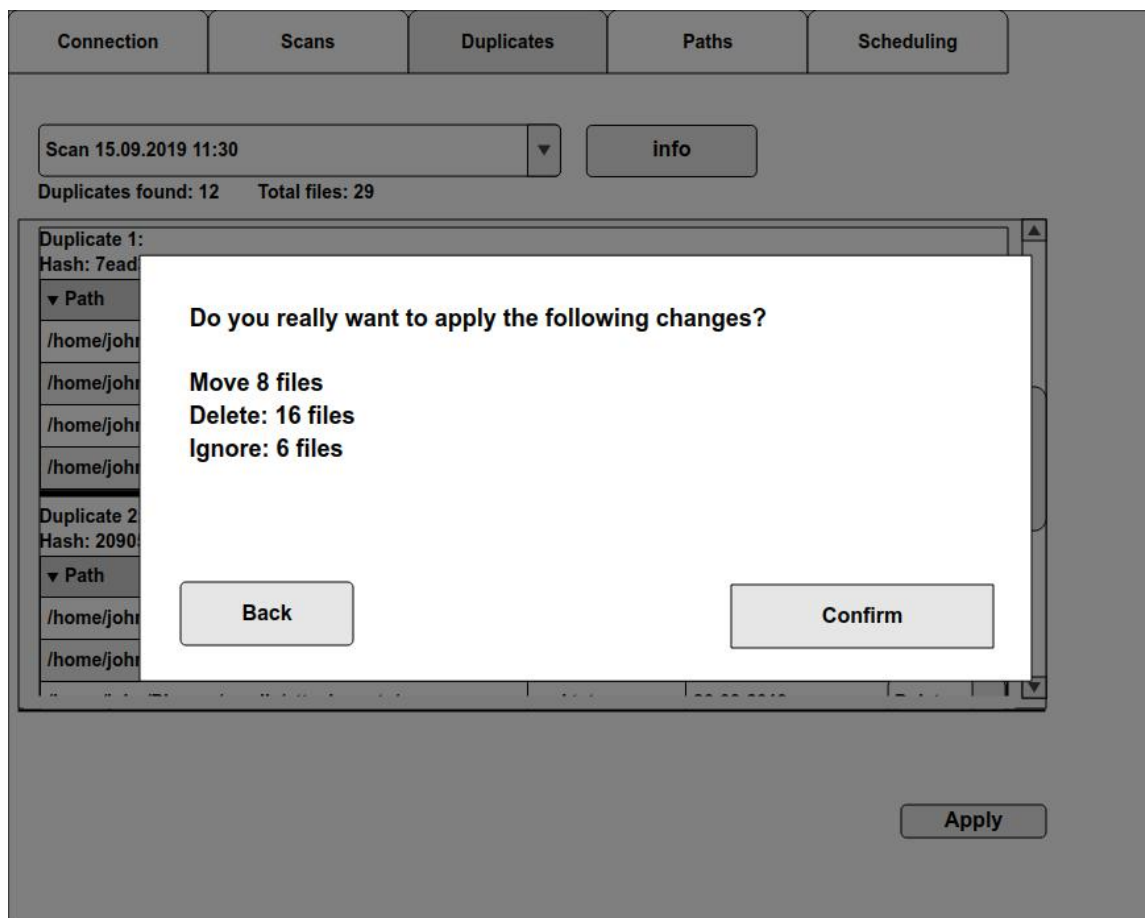 Connection Scans Duplicates Paths Scheduling
Scan 15.09.2019 11:30 info
Duplicates found: 12 Total files: 29
Duplicate 1:
Hash: 7ead
▼ Path
Do you really want to apply the following changes?
/home/john
/home/john
Move 8 files
Delete: 16 files
/home/john
Ignore: 6 files
/home/john
Duplicate 2
Hash: 2090
▼ Path
/home/john
Back Confirm
/home/john
Apply